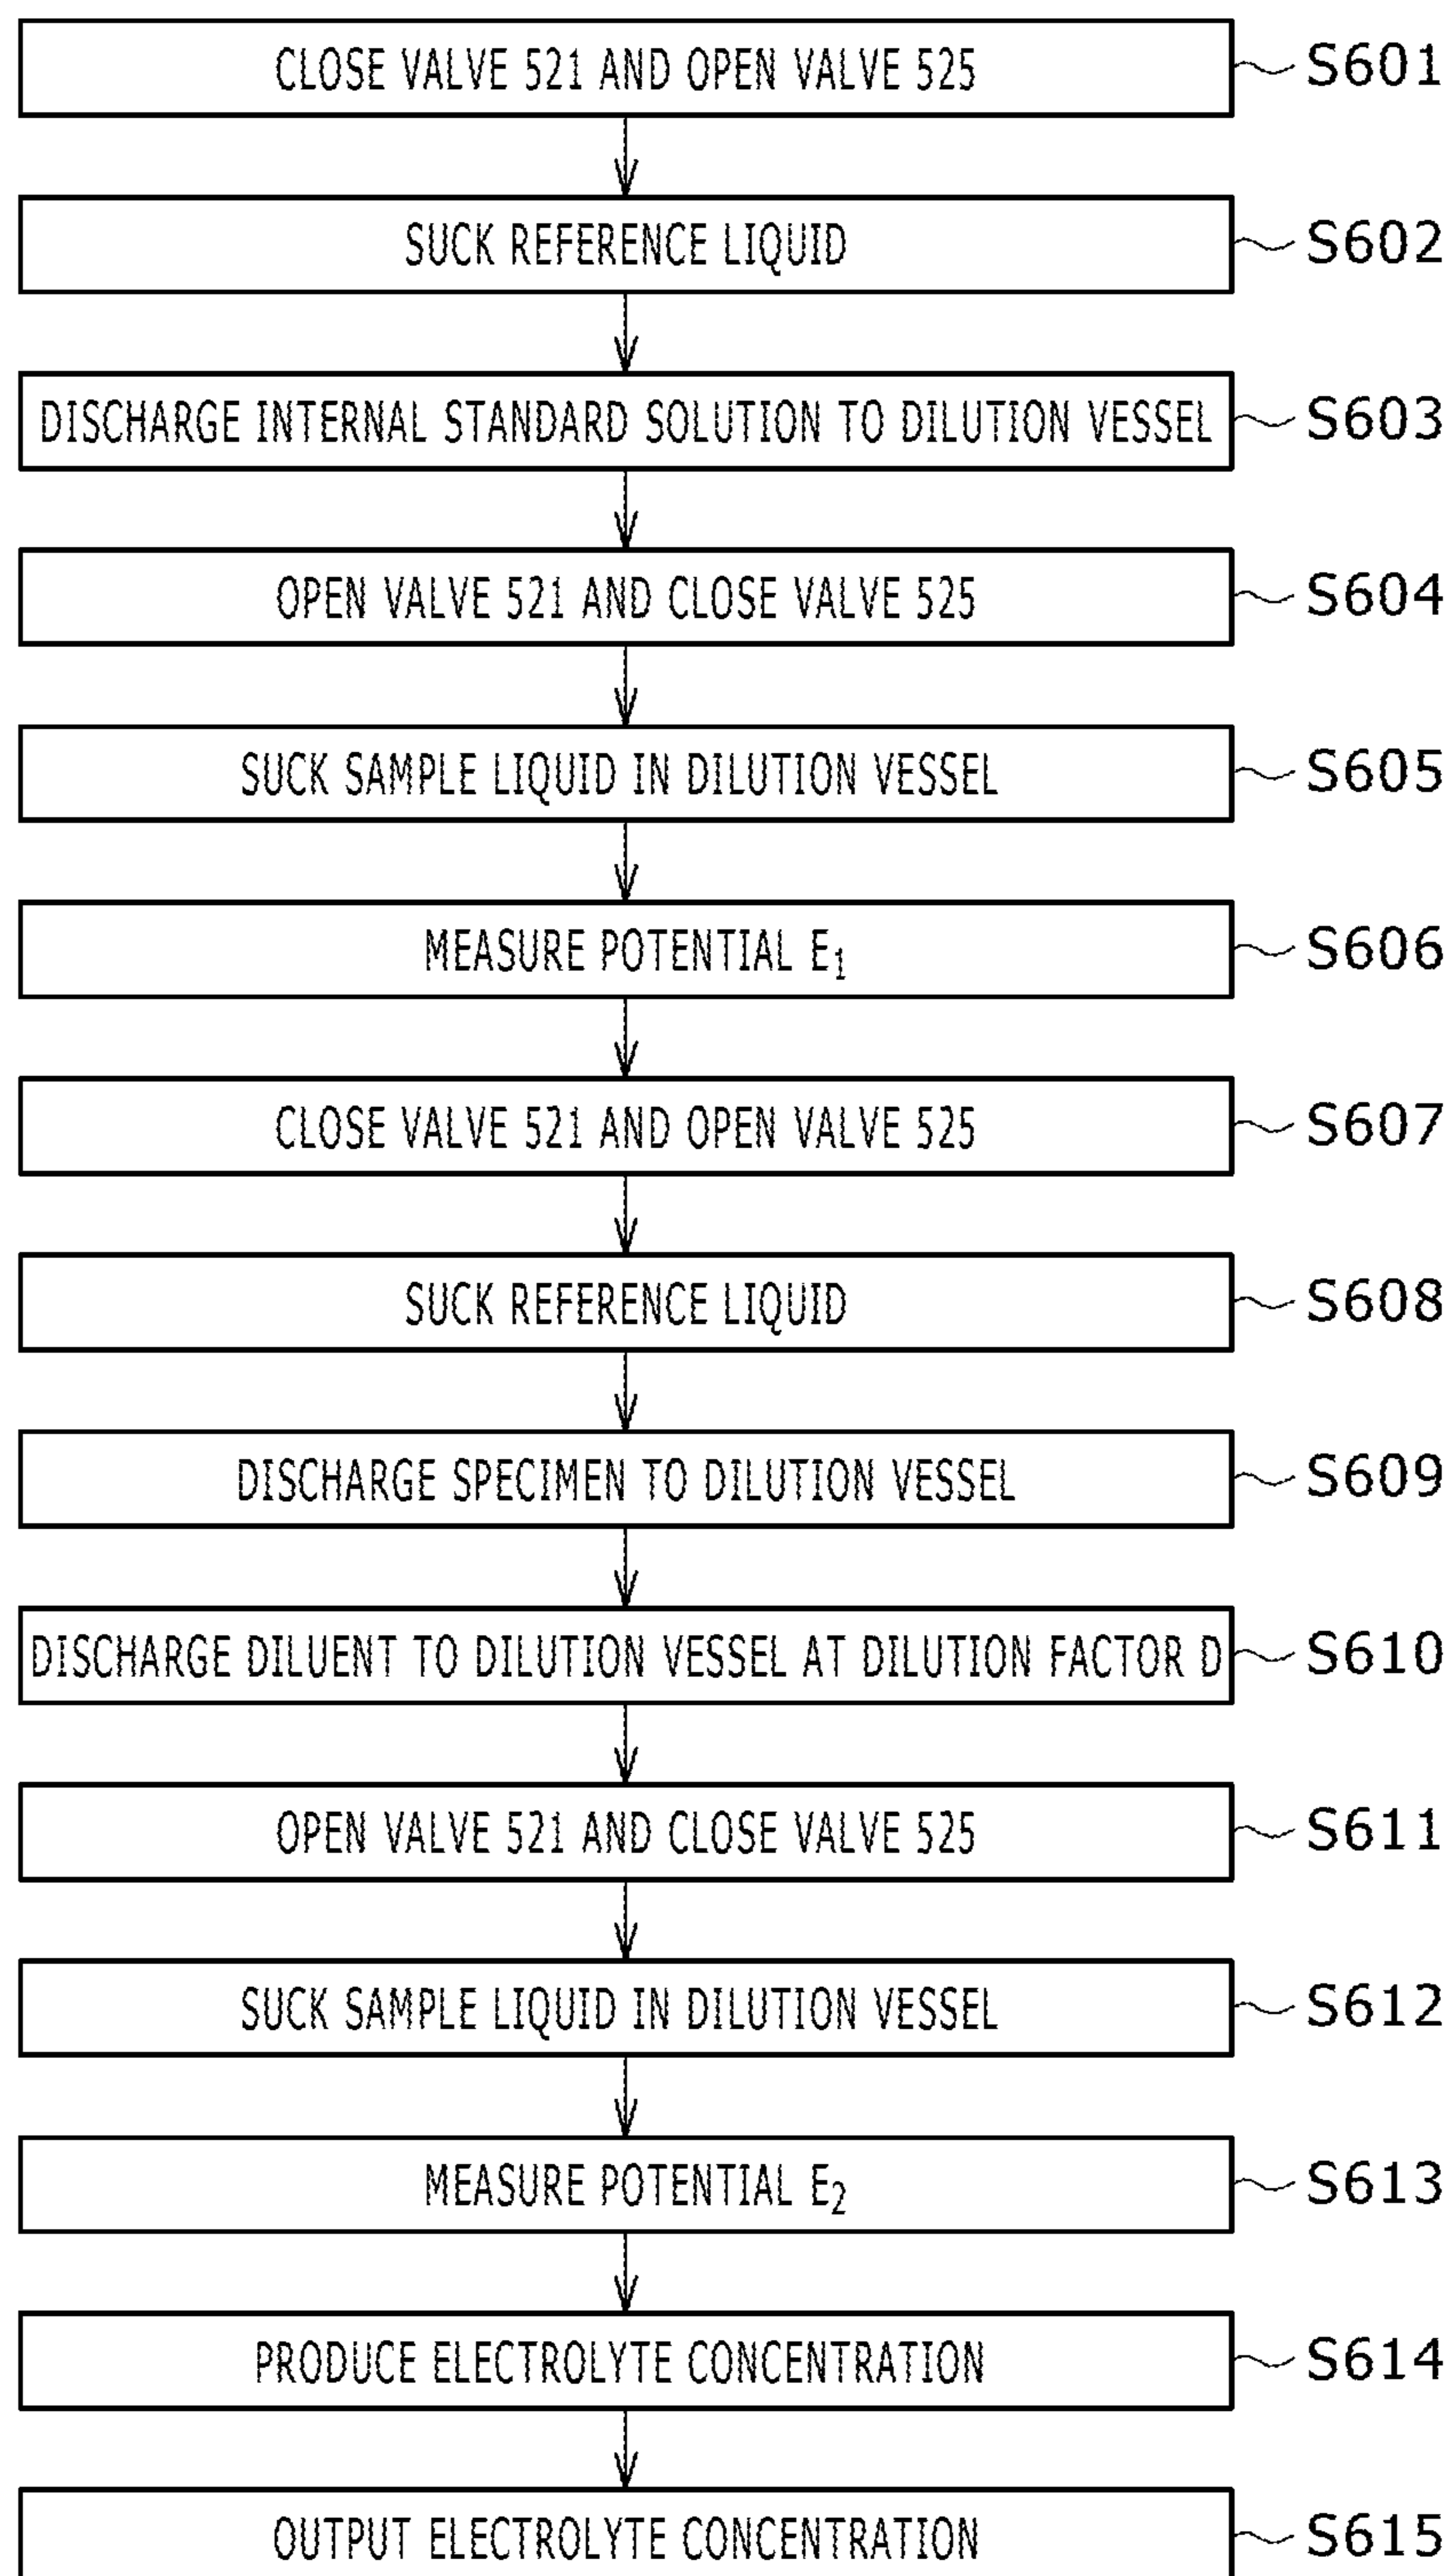 CLOSE VALVE 521 AND OPEN VALVE 525 S601
SUCK REFERENCE LIQUID S602
DISCHARGE INTERNAL STANDARD SOLUTION TO DILUTION VESSEL S603
OPEN VALVE 521 AND CLOSE VALVE 525 S604
SUCK SAMPLE LIQUID IN DILUTION VESSEL S605
MEASURE POTENTIAL E₁ S606
CLOSE VALVE 521 AND OPEN VALVE 525 S607
SUCK REFERENCE LIQUID S608
DISCHARGE SPECIMEN TO DILUTION VESSEL S609
DISCHARGE DILUENT TO DILUTION VESSEL AT DILUTION FACTOR D S610
OPEN VALVE 521 AND CLOSE VALVE 525 S611
SUCK SAMPLE LIQUID IN DILUTION VESSEL S612
MEASURE POTENTIAL E₂ S613
PRODUCE ELECTROLYTE CONCENTRATION S614
OUTPUT ELECTROLYTE CONCENTRATION S615